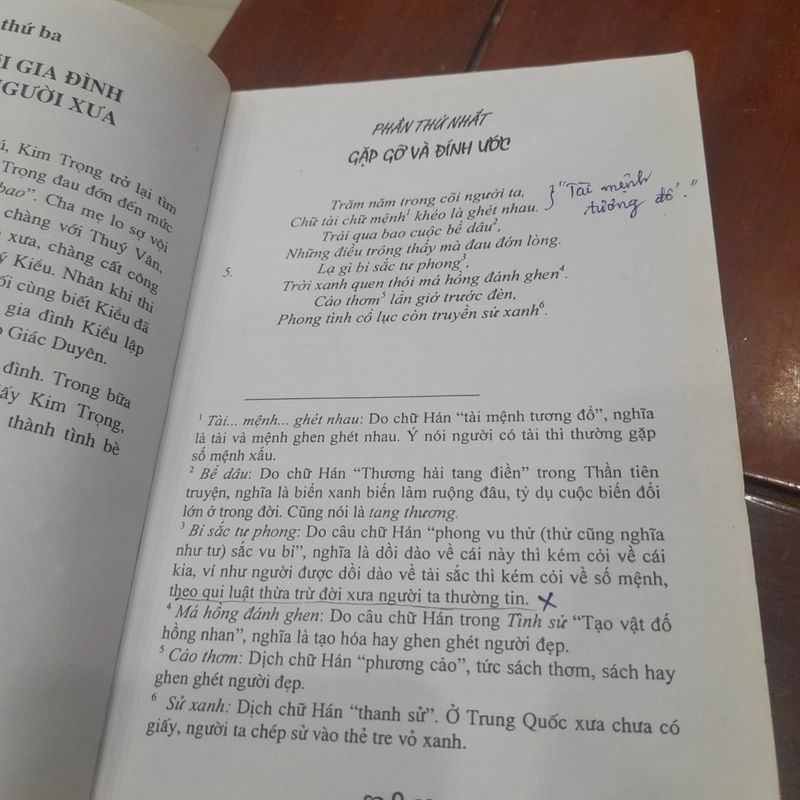 thứ ba
GIA ĐÌNH
NGƯỜI XƯA
Kim Trọng trở lại tìm
Trọng đau đớn đến mức
bao”. Cha mẹ lo sợ vội
chàng với Thuý Vân,
xưa, chàng cất công
Kiều. Nhân khi thi
cùng biết Kiều đã
gia đình Kiều lập
Giác Duyên.
đình. Trong bữa
Kim Trọng,
thành tình bè
PHẦN THỨ NHẤT
GẶP GỠ VÀ ĐÍNH ƯỚC
Trăm năm trong cõi người ta,
Chữ tài chữ mệnh¹ khéo là ghét nhau.
} "Tài mệnh
tương đố."
Trải qua bao cuộc bể dâu²,
Những điều trông thấy mà đau đớn lòng.
5. Lạ gì bỉ sắc tư phong³,
Trời xanh quen thói má hồng đánh ghen⁴.
Cảo thơm⁵ lần giở trước đèn,
Phong tình cổ lục còn truyền sử xanh⁶.
¹ Tài... mệnh... ghét nhau: Do chữ Hán “tài mệnh tương đố”, nghĩa
là tài và mệnh ghen ghét nhau. Ý nói người có tài thì thường gặp
số mệnh xấu.
² Bể dâu: Do chữ Hán “Thương hải tang điền” trong Thần tiên
truyện, nghĩa là biển xanh biến làm ruộng dâu, tỷ dụ cuộc biến đổi
lớn ở trong đời. Cũng nói là tang thương.
³ Bỉ sắc tư phong: Do câu chữ Hán “phong vu thử (thử cũng nghĩa
như tư) sắc vu bỉ”, nghĩa là dồi dào về cái này thì kém cỏi về cái
kia, ví như người được dồi dào về tài sắc thì kém cỏi về số mệnh,
theo qui luật thừa trừ đời xưa người ta thường tin. x
⁴ Má hồng đánh ghen: Do câu chữ Hán trong Tình sử “Tạo vật đố
hồng nhan”, nghĩa là tạo hóa hay ghen ghét người đẹp.
⁵ Cảo thơm: Dịch chữ Hán “phương cảo”, tức sách thơm, sách hay
ghen ghét người đẹp.
⁶ Sử xanh: Dịch chữ Hán “thanh sử”. Ở Trung Quốc xưa chưa có
giấy, người ta chép sử vào thẻ tre vỏ xanh.